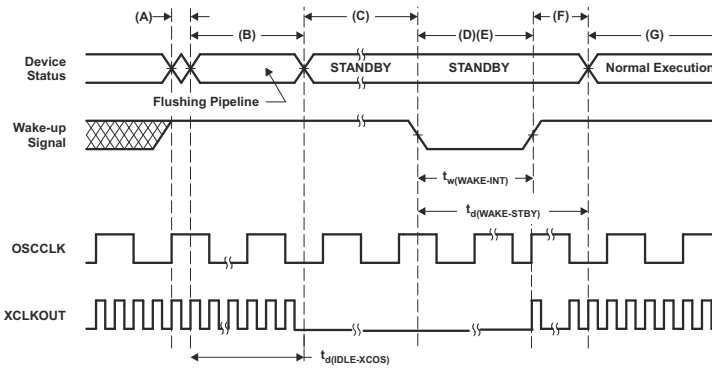 (A)
(C)
(F)
(B)
(D)(E)
(G)
Device
Status
STANDBY
STANDBY
Normal Execution
Flushing Pipeline
Wake-up
Signal
tw(WAKE-INT)
td(WAKE-STBY)
OSCCLK
XCLKOUT
td(IDLE-XCOS)